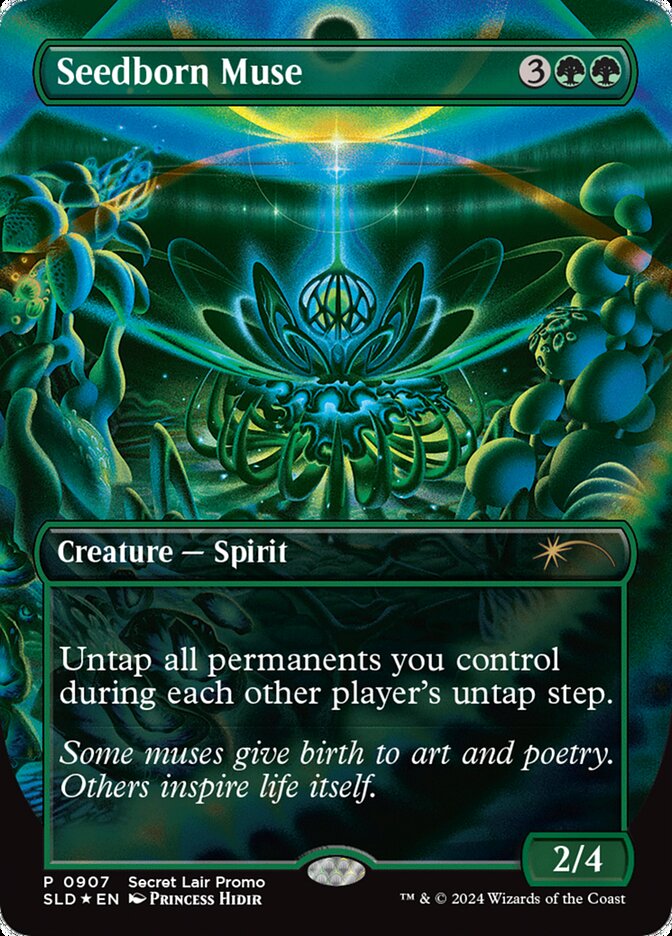 Seedborn Muse 3
Creature — Spirit
Untap all permanents you control
during each other player's untap step.
Some muses give birth to art and poetry.
Others inspire life itself.
2/4
P 0907 Secret Lair Promo
SLD ★ EN Princess Hidir
™ & © 2024 Wizards of the Coast